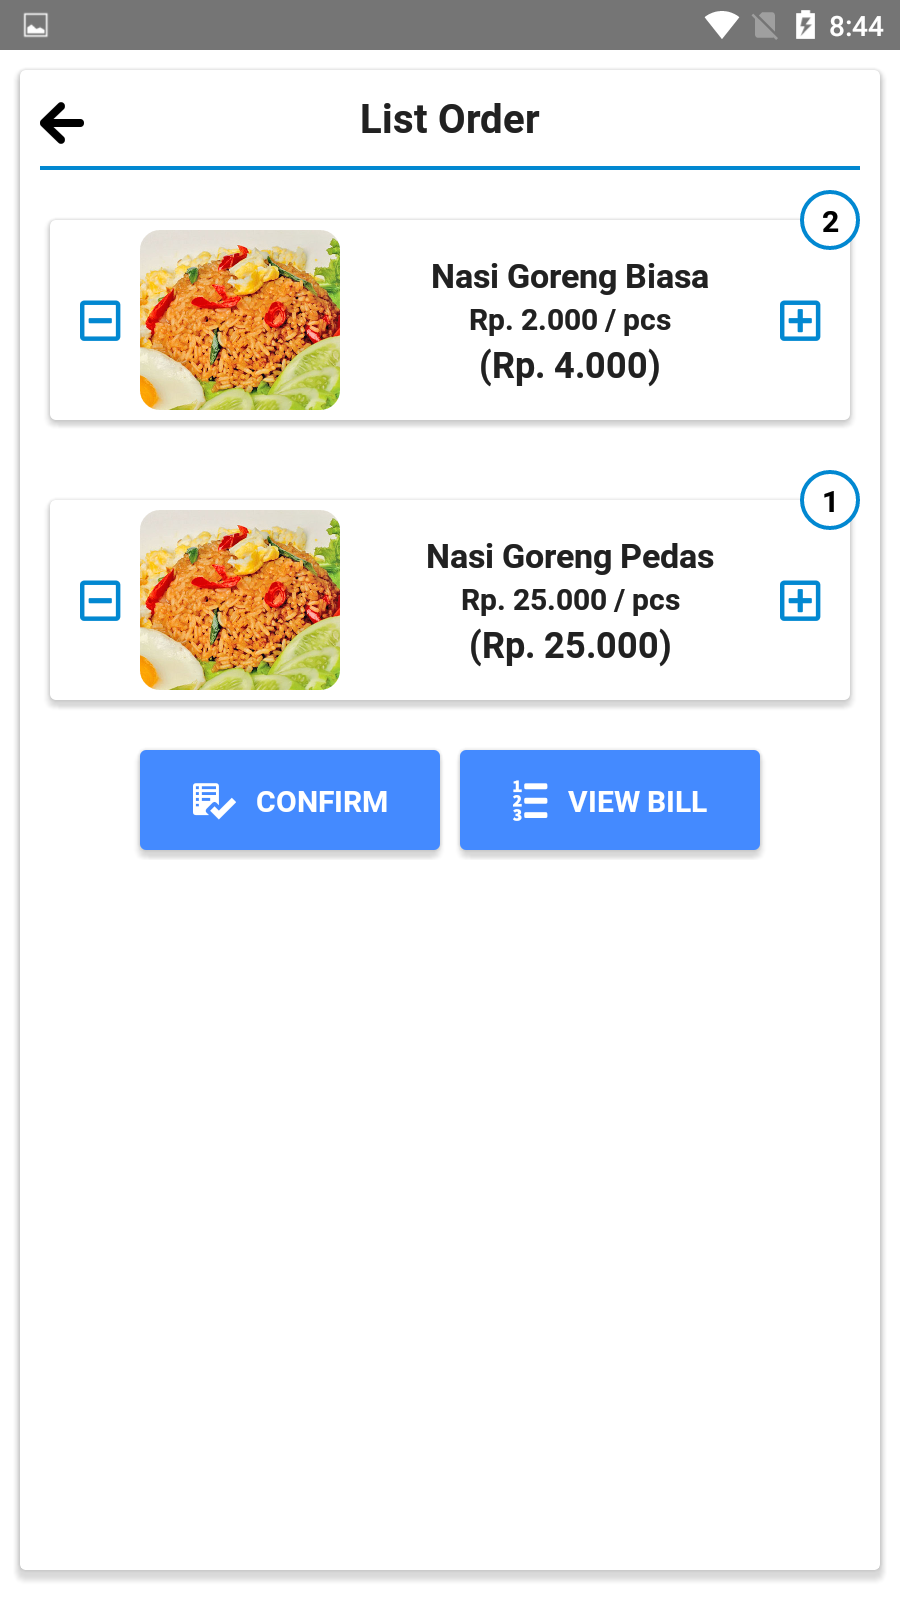 8:44
List Order
2
Nasi Goreng Biasa
Rp. 2.000 / pcs
(Rp. 4.000)
1
Nasi Goreng Pedas
Rp. 25.000 / pcs
(Rp. 25.000)
CONFIRM
VIEW BILL